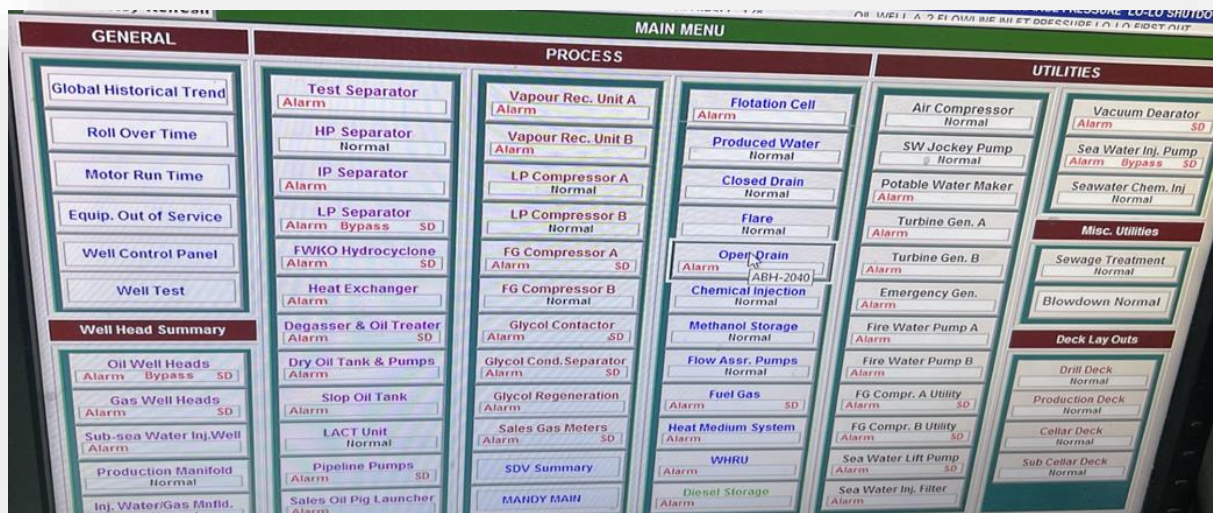 OIL WELL A-2 FLOWLINE INLET PRESSURE LO-LO FIRST OUT
MAIN MENU
GENERAL
Global Historical Trend
Roll Over Time
Motor Run Time
Equip. Out of Service
Well Control Panel
Well Test
Well Head Summary
Oil Well Heads
Alarm Bypass SD
Gas Well Heads
Alarm SD
Sub-sea Water Inj.Well
Alarm
Production Manifold
Normal
Inj. Water/Gas Mnfld.
PROCESS
Test Separator
Alarm
HP Separator
Normal
IP Separator
Alarm
LP Separator
Alarm Bypass SD
FWKO Hydrocyclone
Alarm SD
Heat Exchanger
Alarm
Degasser & Oil Treater
Alarm SD
Dry Oil Tank & Pumps
Alarm
Slop Oil Tank
Alarm
LACT Unit
Normal
Pipeline Pumps
Alarm SD
Sales Oil Pig Launcher
Alarm
Vapour Rec. Unit A
Alarm
Vapour Rec. Unit B
Alarm
LP Compressor A
Normal
LP Compressor B
Normal
FG Compressor A
Alarm SD
FG Compressor B
Normal
Glycol Contactor
Alarm SD
Glycol Cond.Separator
Alarm SD
Glycol Regeneration
Alarm
Sales Gas Meters
Alarm SD
SDV Summary
MANDY MAIN
Flotation Cell
Alarm
Produced Water
Normal
Closed Drain
Normal
Flare
Normal
Open Drain
Alarm
ABH-2040
Chemical Injection
Normal
Methanol Storage
Normal
Flow Assr. Pumps
Normal
Fuel Gas
Alarm SD
Heat Medium System
Alarm
WHRU
Alarm
Diesel Storage
Alarm
UTILITIES
Air Compressor
Normal
SW Jockey Pump
Normal
Potable Water Maker
Alarm
Turbine Gen. A
Alarm
Turbine Gen. B
Alarm
Emergency Gen.
Alarm
Fire Water Pump A
Alarm
Fire Water Pump B
Alarm
FG Compr. A Utility
Alarm SD
FG Compr. B Utility
Alarm SD
Sea Water Lift Pump
Alarm SD
Sea Water Inj. Filter
Alarm
Vacuum Dearator
Alarm SD
Sea Water Inj. Pump
Alarm Bypass SD
Seawater Chem. Inj
Normal
Misc. Utilities
Sewage Treatment
Normal
Blowdown Normal
Deck Lay Outs
Drill Deck
Normal
Production Deck
Normal
Cellar Deck
Normal
Sub Cellar Deck
Normal